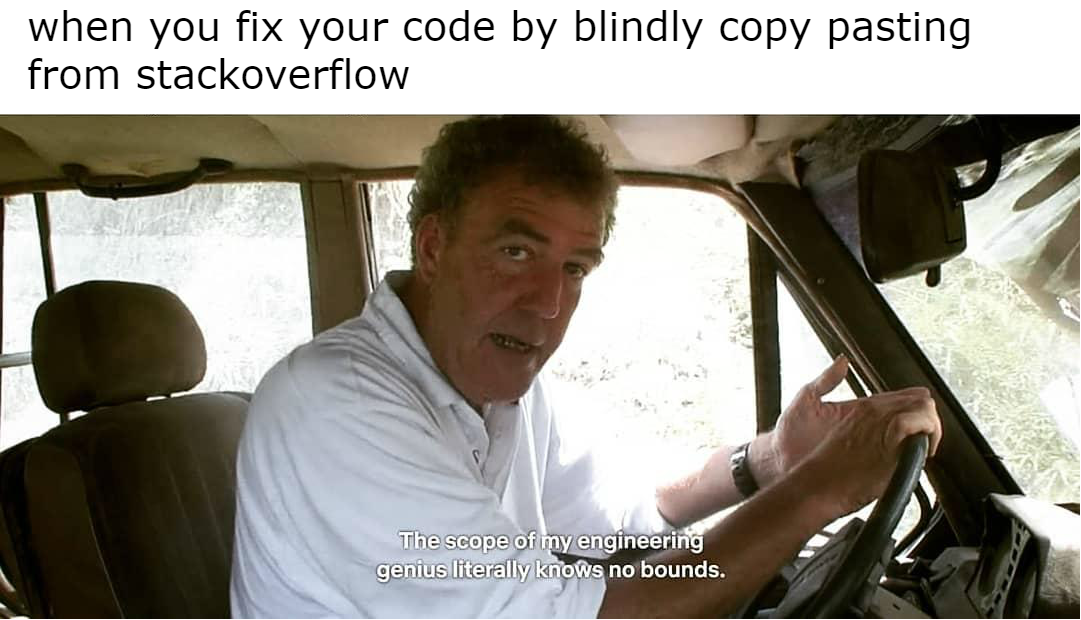 when you fix your code by blindly copy pasting
from stackoverflow
The scope of my engineering
genius literally knows no bounds.